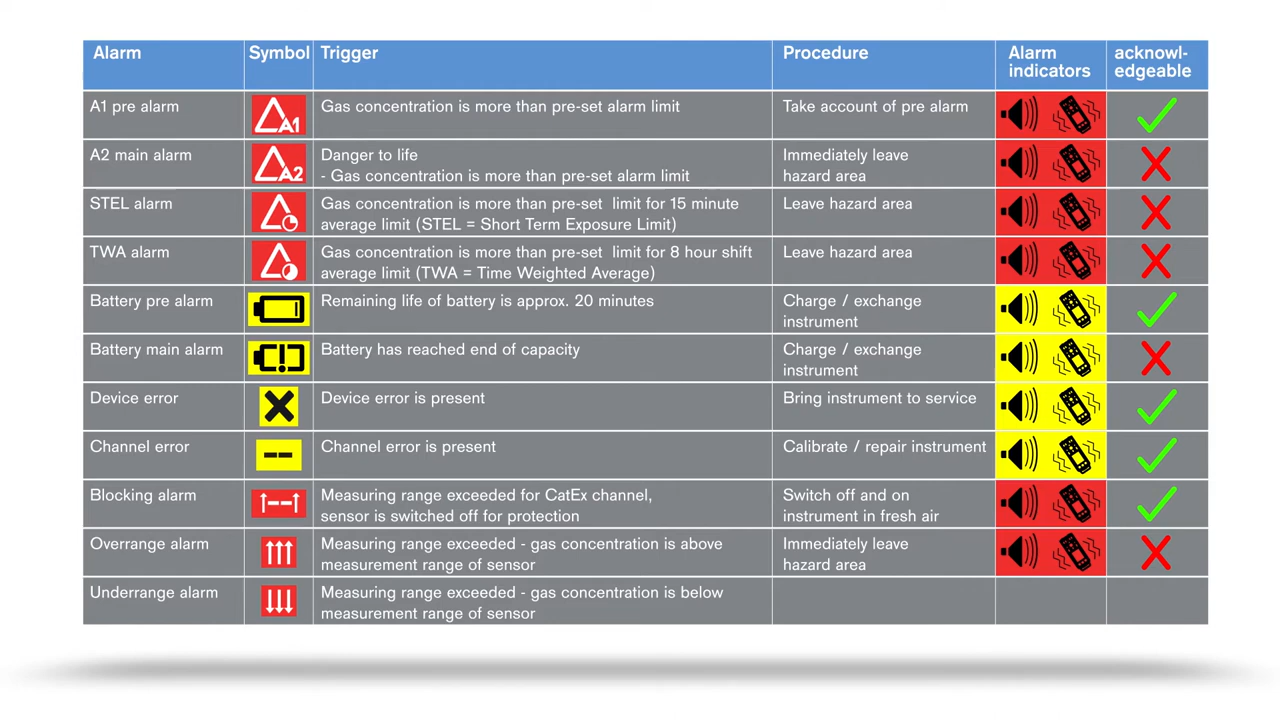 Alarm Symbol Trigger Procedure Alarm indicators acknowl-edgeable
A1 pre alarm A1 Gas concentration is more than pre-set alarm limit Take account of pre alarm
A2 main alarm A2 Danger to life Immediately leave
- Gas concentration is more than pre-set alarm limit hazard area
STEL alarm Gas concentration is more than pre-set limit for 15 minute Leave hazard area
average limit (STEL = Short Term Exposure Limit)
TWA alarm Gas concentration is more than pre-set limit for 8 hour shift Leave hazard area
average limit (TWA = Time Weighted Average)
Battery pre alarm Remaining life of battery is approx. 20 minutes Charge / exchange
instrument
Battery main alarm Battery has reached end of capacity Charge / exchange
instrument
Device error Device error is present Bring instrument to service
Channel error Channel error is present Calibrate / repair instrument
Blocking alarm Measuring range exceeded for CatEx channel, Switch off and on
sensor is switched off for protection instrument in fresh air
Overrange alarm Measuring range exceeded - gas concentration is above Immediately leave
measurement range of sensor hazard area
Underrange alarm Measuring range exceeded - gas concentration is below
measurement range of sensor